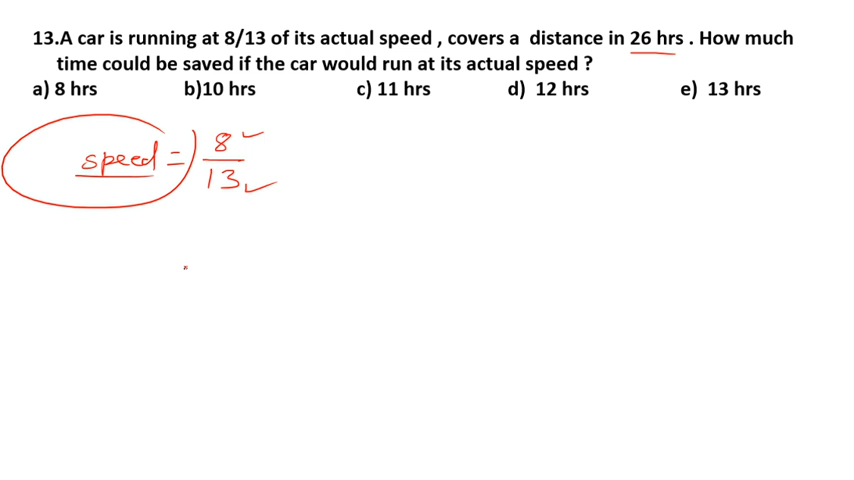 13.A car is running at 8/13 of its actual speed , covers a distance in 26 hrs . How much
time could be saved if the car would run at its actual speed ?
a) 8 hrs b)10 hrs c) 11 hrs d) 12 hrs e) 13 hrs
speed = 8
13